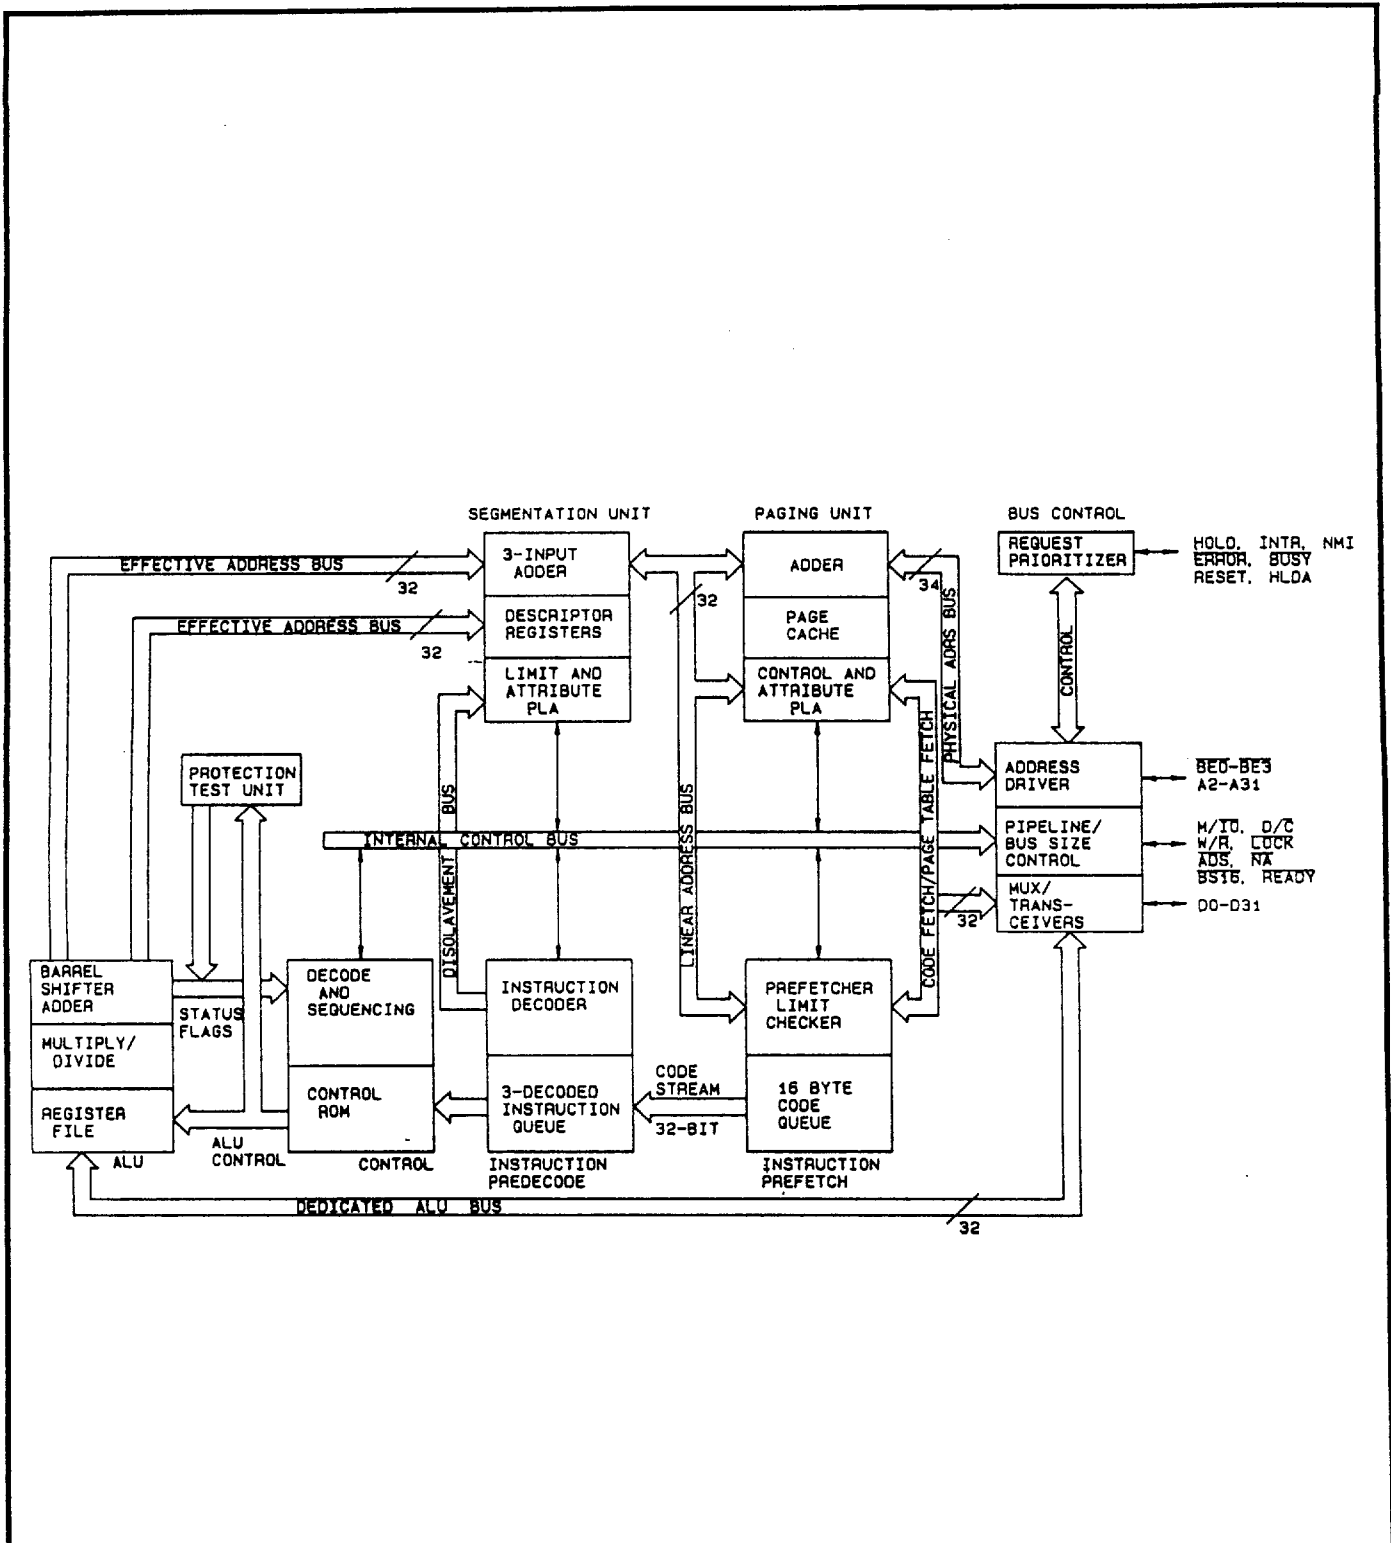 SEGMENTATION UNIT
PAGING UNIT
BUS CONTROL
3-INPUT
ADDER
DESCRIPTOR
REGISTERS
LIMIT AND
ATTRIBUTE
PLA
ADDER
PAGE
CACHE
CONTROL AND
ATTRIBUTE
PLA
REQUEST
PRIORITIZER
HOLD, INTR, NMI
ERROR, BUSY
RESET, HLDA
EFFECTIVE ADDRESS BUS
32
EFFECTIVE ADDRESS BUS
32
32
34
PHYSICAL ADRS BUS
CONTROL
PROTECTION
TEST UNIT
DISOLAVEMENT BUS
LINEAR ADDRESS BUS
CODE FETCH/PAGE TABLE FETCH
ADDRESS
DRIVER
BE0-BE3
A2-A31
INTERNAL CONTROL BUS
PIPELINE/
BUS SIZE
CONTROL
M/IO, D/C
W/R, LOCK
ADS, NA
BS16, READY
MUX/
TRANS-
CEIVERS
32
D0-D31
BARREL
SHIFTER
ADDER
MULTIPLY/
DIVIDE
REGISTER
FILE
ALU
STATUS
FLAGS
ALU
CONTROL
DECODE
AND
SEQUENCING
CONTROL
ROM
CONTROL
INSTRUCTION
DECODER
3-DECODED
INSTRUCTION
QUEUE
INSTRUCTION
PREDECODE
CODE
STREAM
32-BIT
PREFETCHER
LIMIT
CHECKER
16 BYTE
CODE
QUEUE
INSTRUCTION
PREFETCH
DEDICATED ALU BUS
32